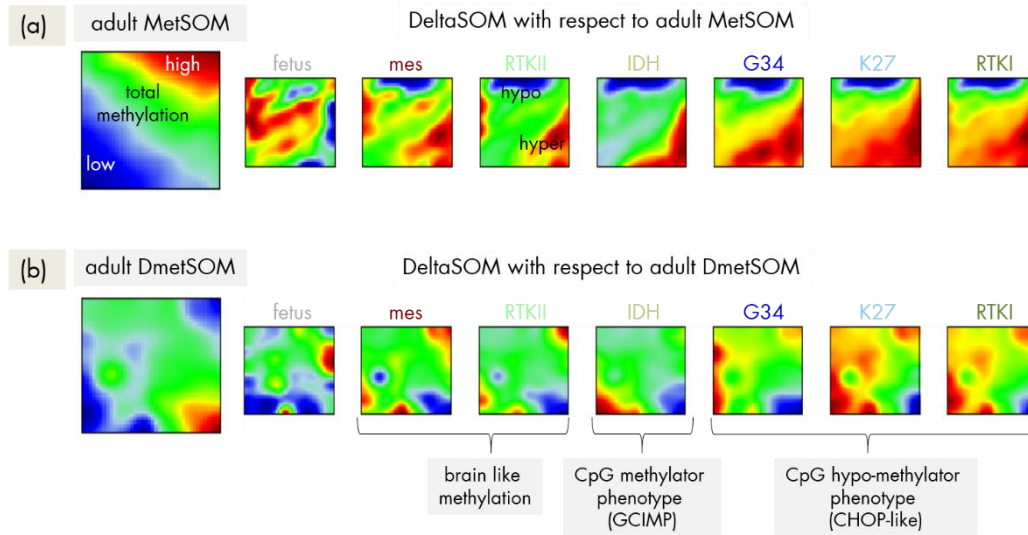 (a)
adult MetSOM
DeltaSOM with respect to adult MetSOM
fetus mes RTKII IDH G34 K27 RTKI
high
total
methylation
low
hypo
hyper
(b)
adult DmetSOM
DeltaSOM with respect to adult DmetSOM
fetus mes RTKII IDH G34 K27 RTKI
brain like
methylation
CpG methylator
phenotype
(GCIMP)
CpG hypo-methylator
phenotype
(CHOP-like)